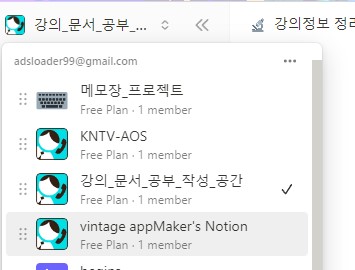 강의_문서_공부_...
강의정보 정리
adsloader99@gmail.com
메모장_프로젝트
Free Plan · 1 member
KNTV-AOS
Free Plan · 1 member
강의_문서_공부_작성_공간
Free Plan · 1 member
vintage appMaker's Notion
Free Plan · 1 member